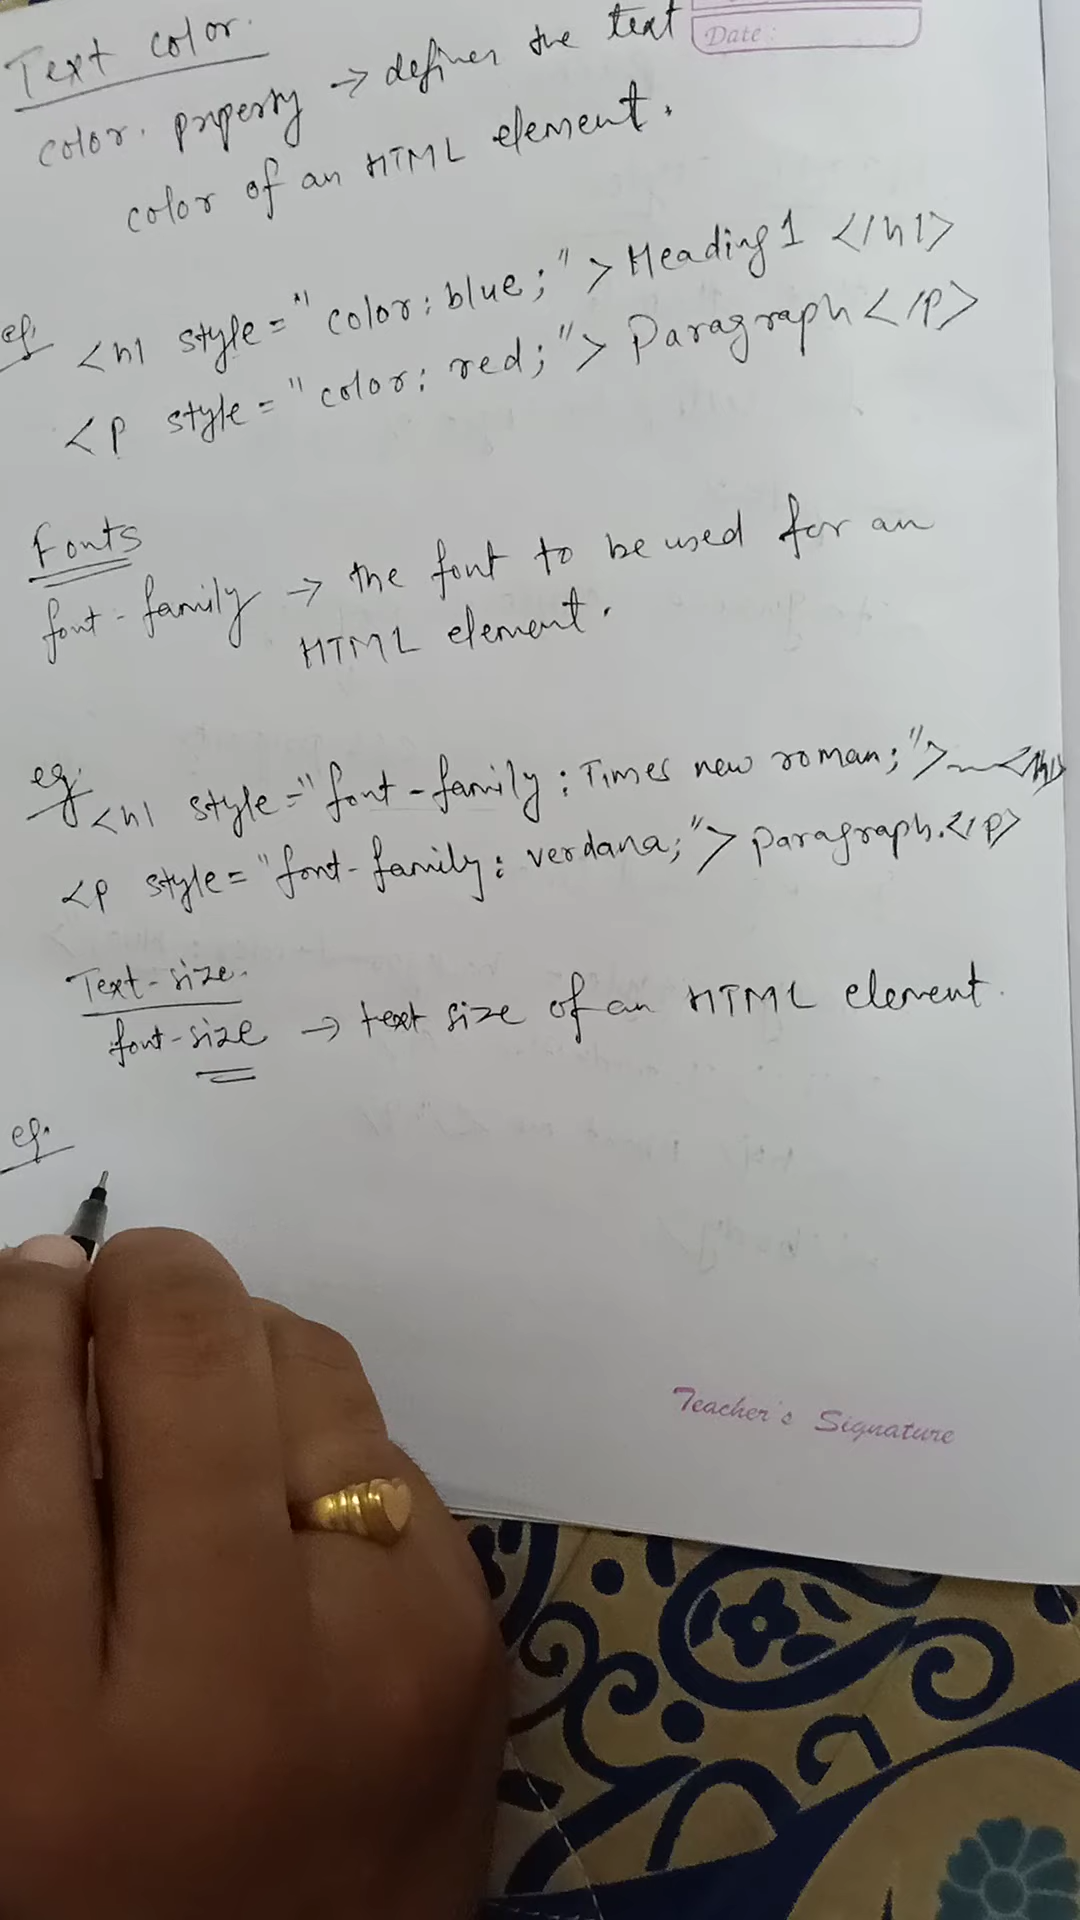 Date :
Text color.
color. property → defines the text
color of an HTML element.
eg. <h1 style="color:blue;">Heading1 </h1>
<p style="color: red;">Paragraph</p>
Fonts
font-family → the font to be used for an
HTML element.
eg. <h1 style="font-family: Times new roman;"> </h1>
<p style="font-family: verdana;">paragraph.</p>
Text-size.
font-size → text size of an HTML element.
eg.
Teacher's Signature